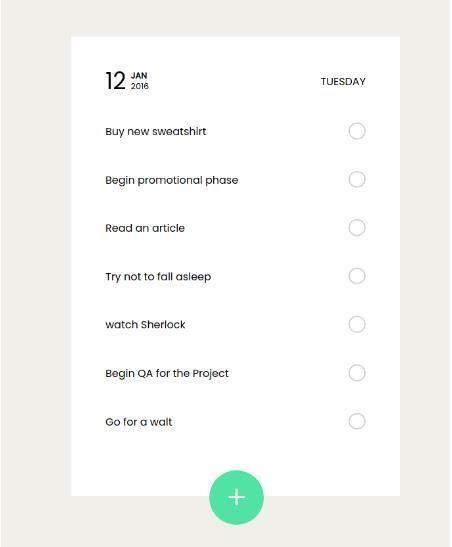 12 JAN
2016
TUESDAY
Buy new sweatshirt
Begin promotional phase
Read an article
Try not to fall asleep
watch Sherlock
Begin QA for the Project
Go for a walt
+